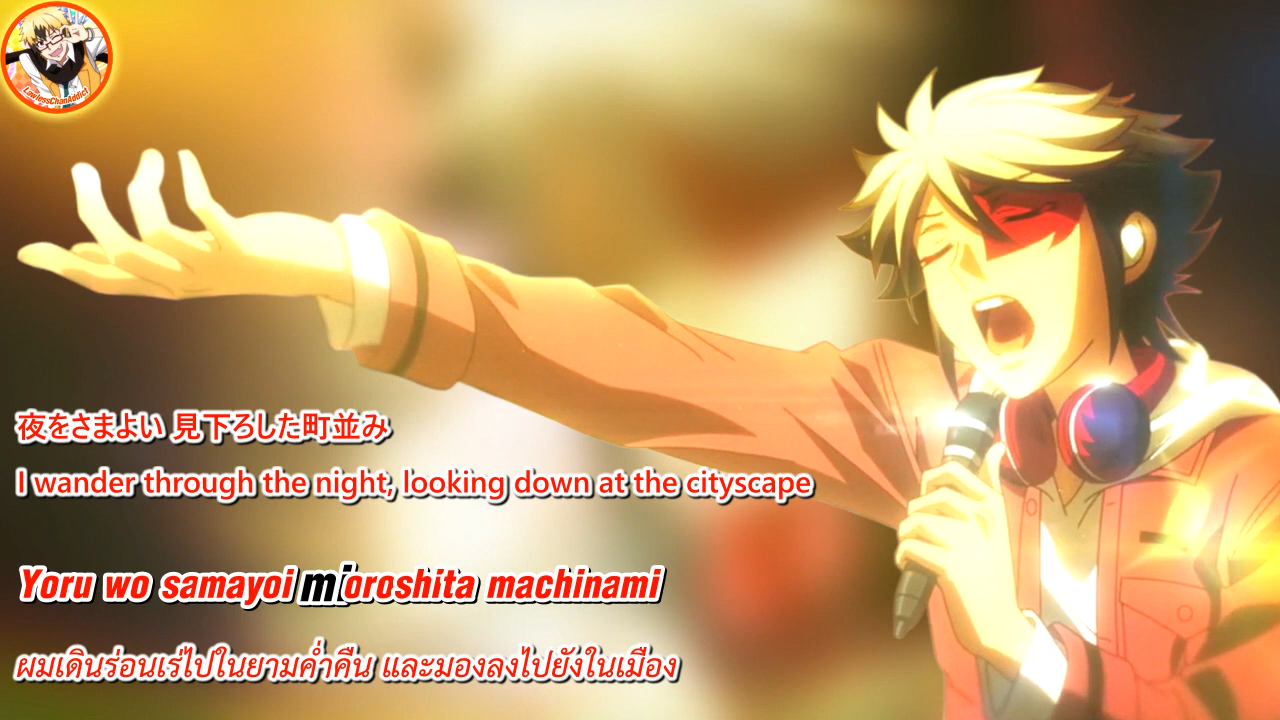 LawlessChanAddict
夜をさまよい 見下ろした町並み
I wander through the night, looking down at the cityscape
Yoru wo samayoi mioroshita machinami
ผมเดินร่อนเร่ไปในยามค่ำคืน และมองลงไปยังในเมือง